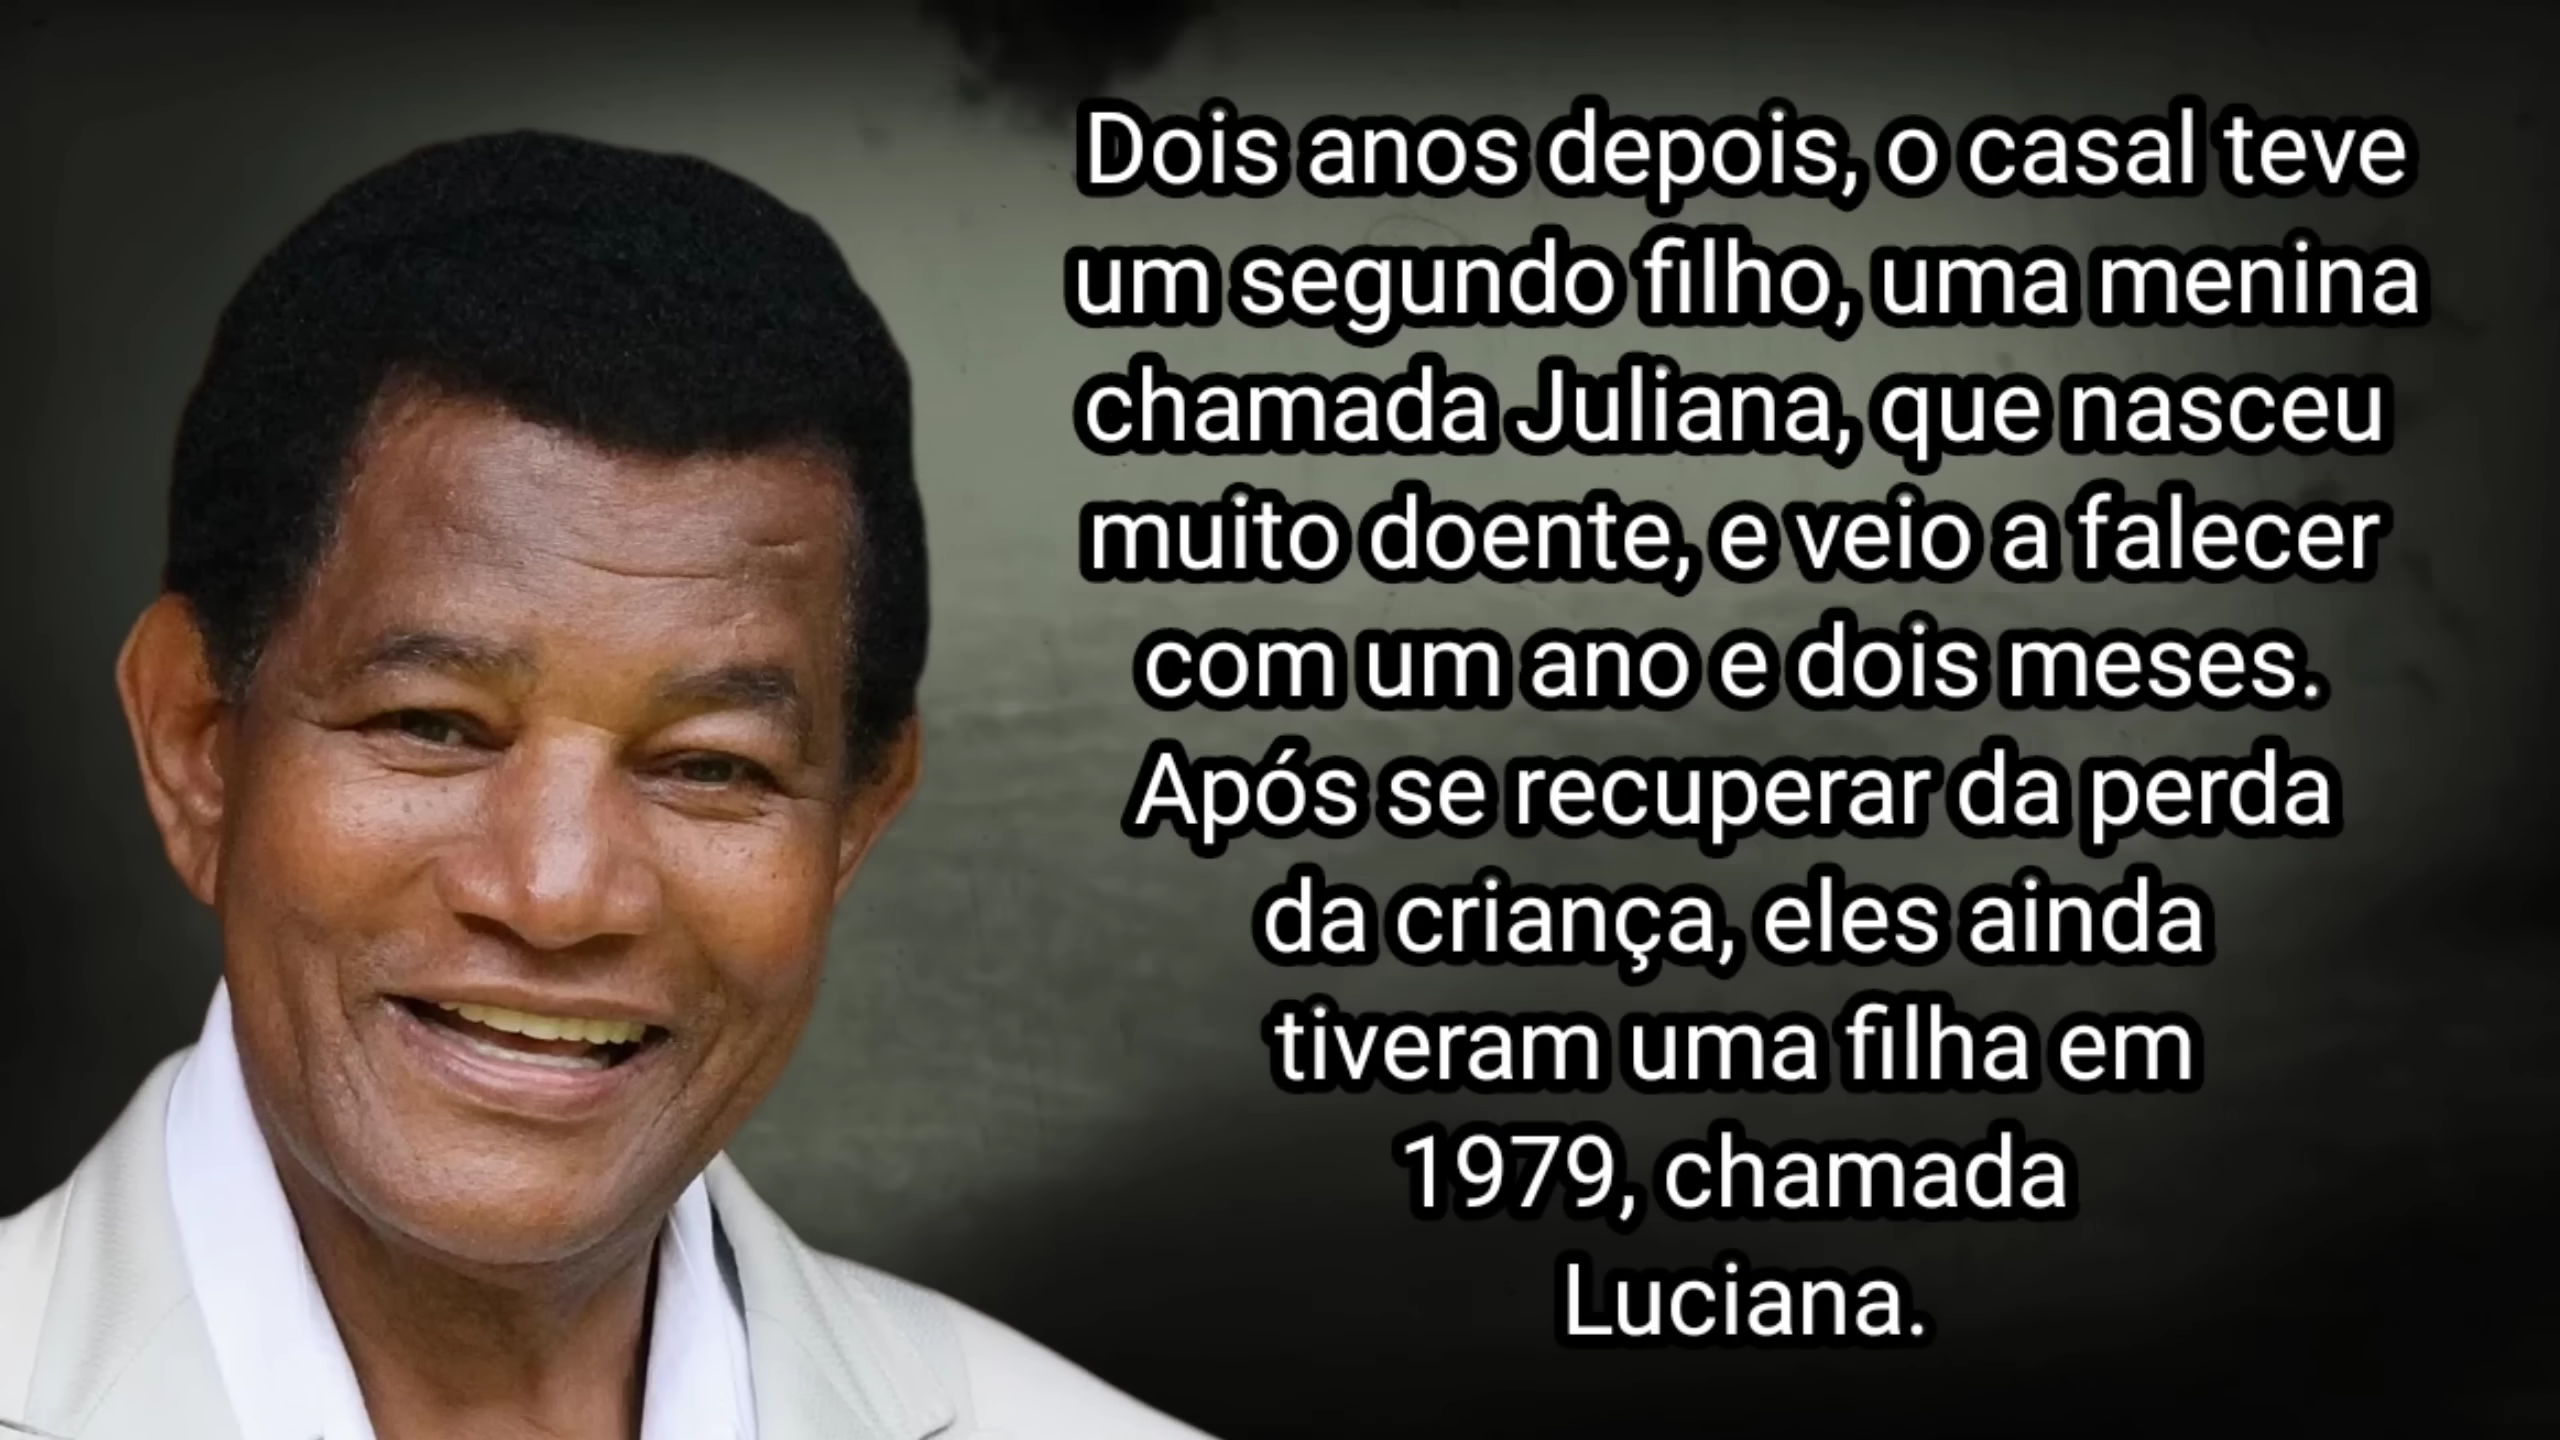 Dois anos depois, o casal teve
um segundo filho, uma menina
chamada Juliana, que nasceu
muito doente, e veio a falecer
com um ano e dois meses.
Após se recuperar da perda
da criança, eles ainda
tiveram uma filha em
1979, chamada
Luciana.